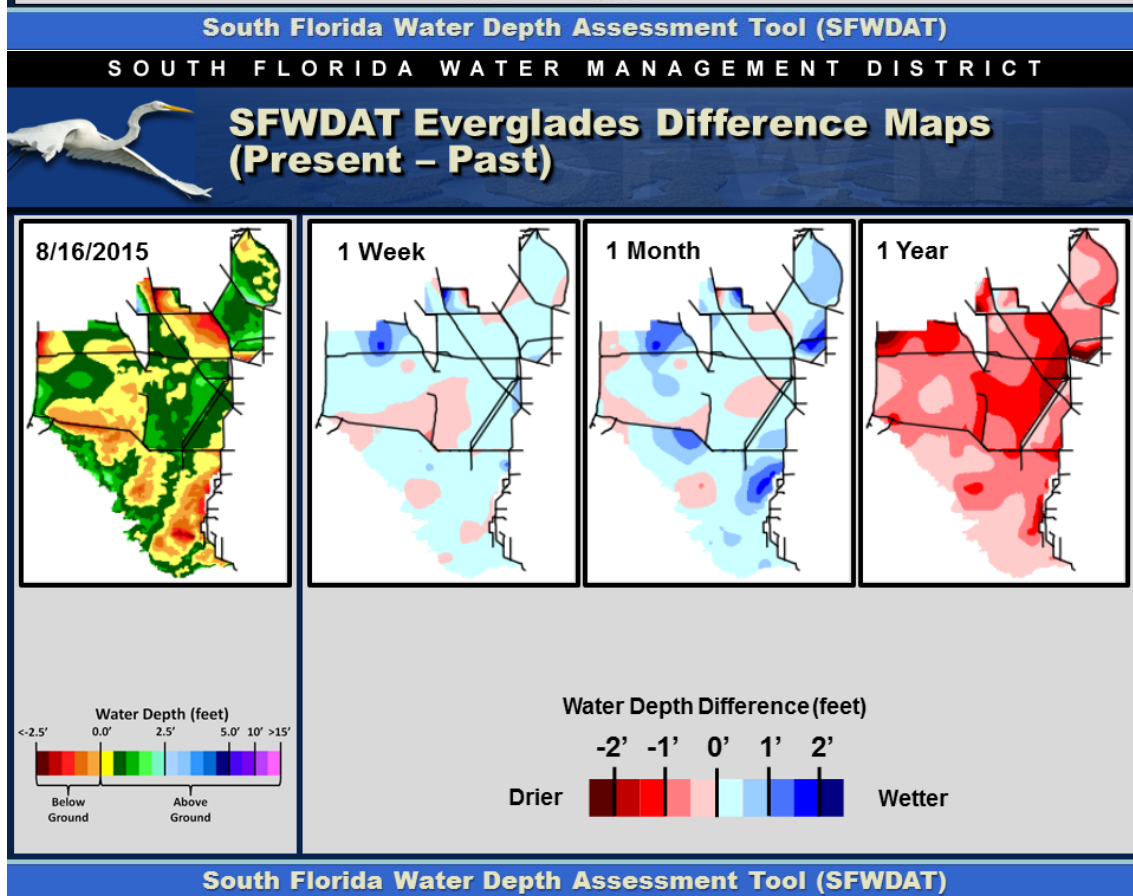 South Florida Water Depth Assessment Tool (SFWDAT)
SOUTH FLORIDA WATER MANAGEMENT DISTRICT
SFWDAT Everglades Difference Maps
(Present – Past)
SFWMD
8/16/2015
1 Week
1 Month
1 Year
Water Depth (feet)
<-2.5' 0.0' 2.5' 5.0' 10' >15'
Below
Ground
Above
Ground
Water Depth Difference (feet)
-2' -1' 0' 1' 2'
Drier
Wetter
South Florida Water Depth Assessment Tool (SFWDAT)